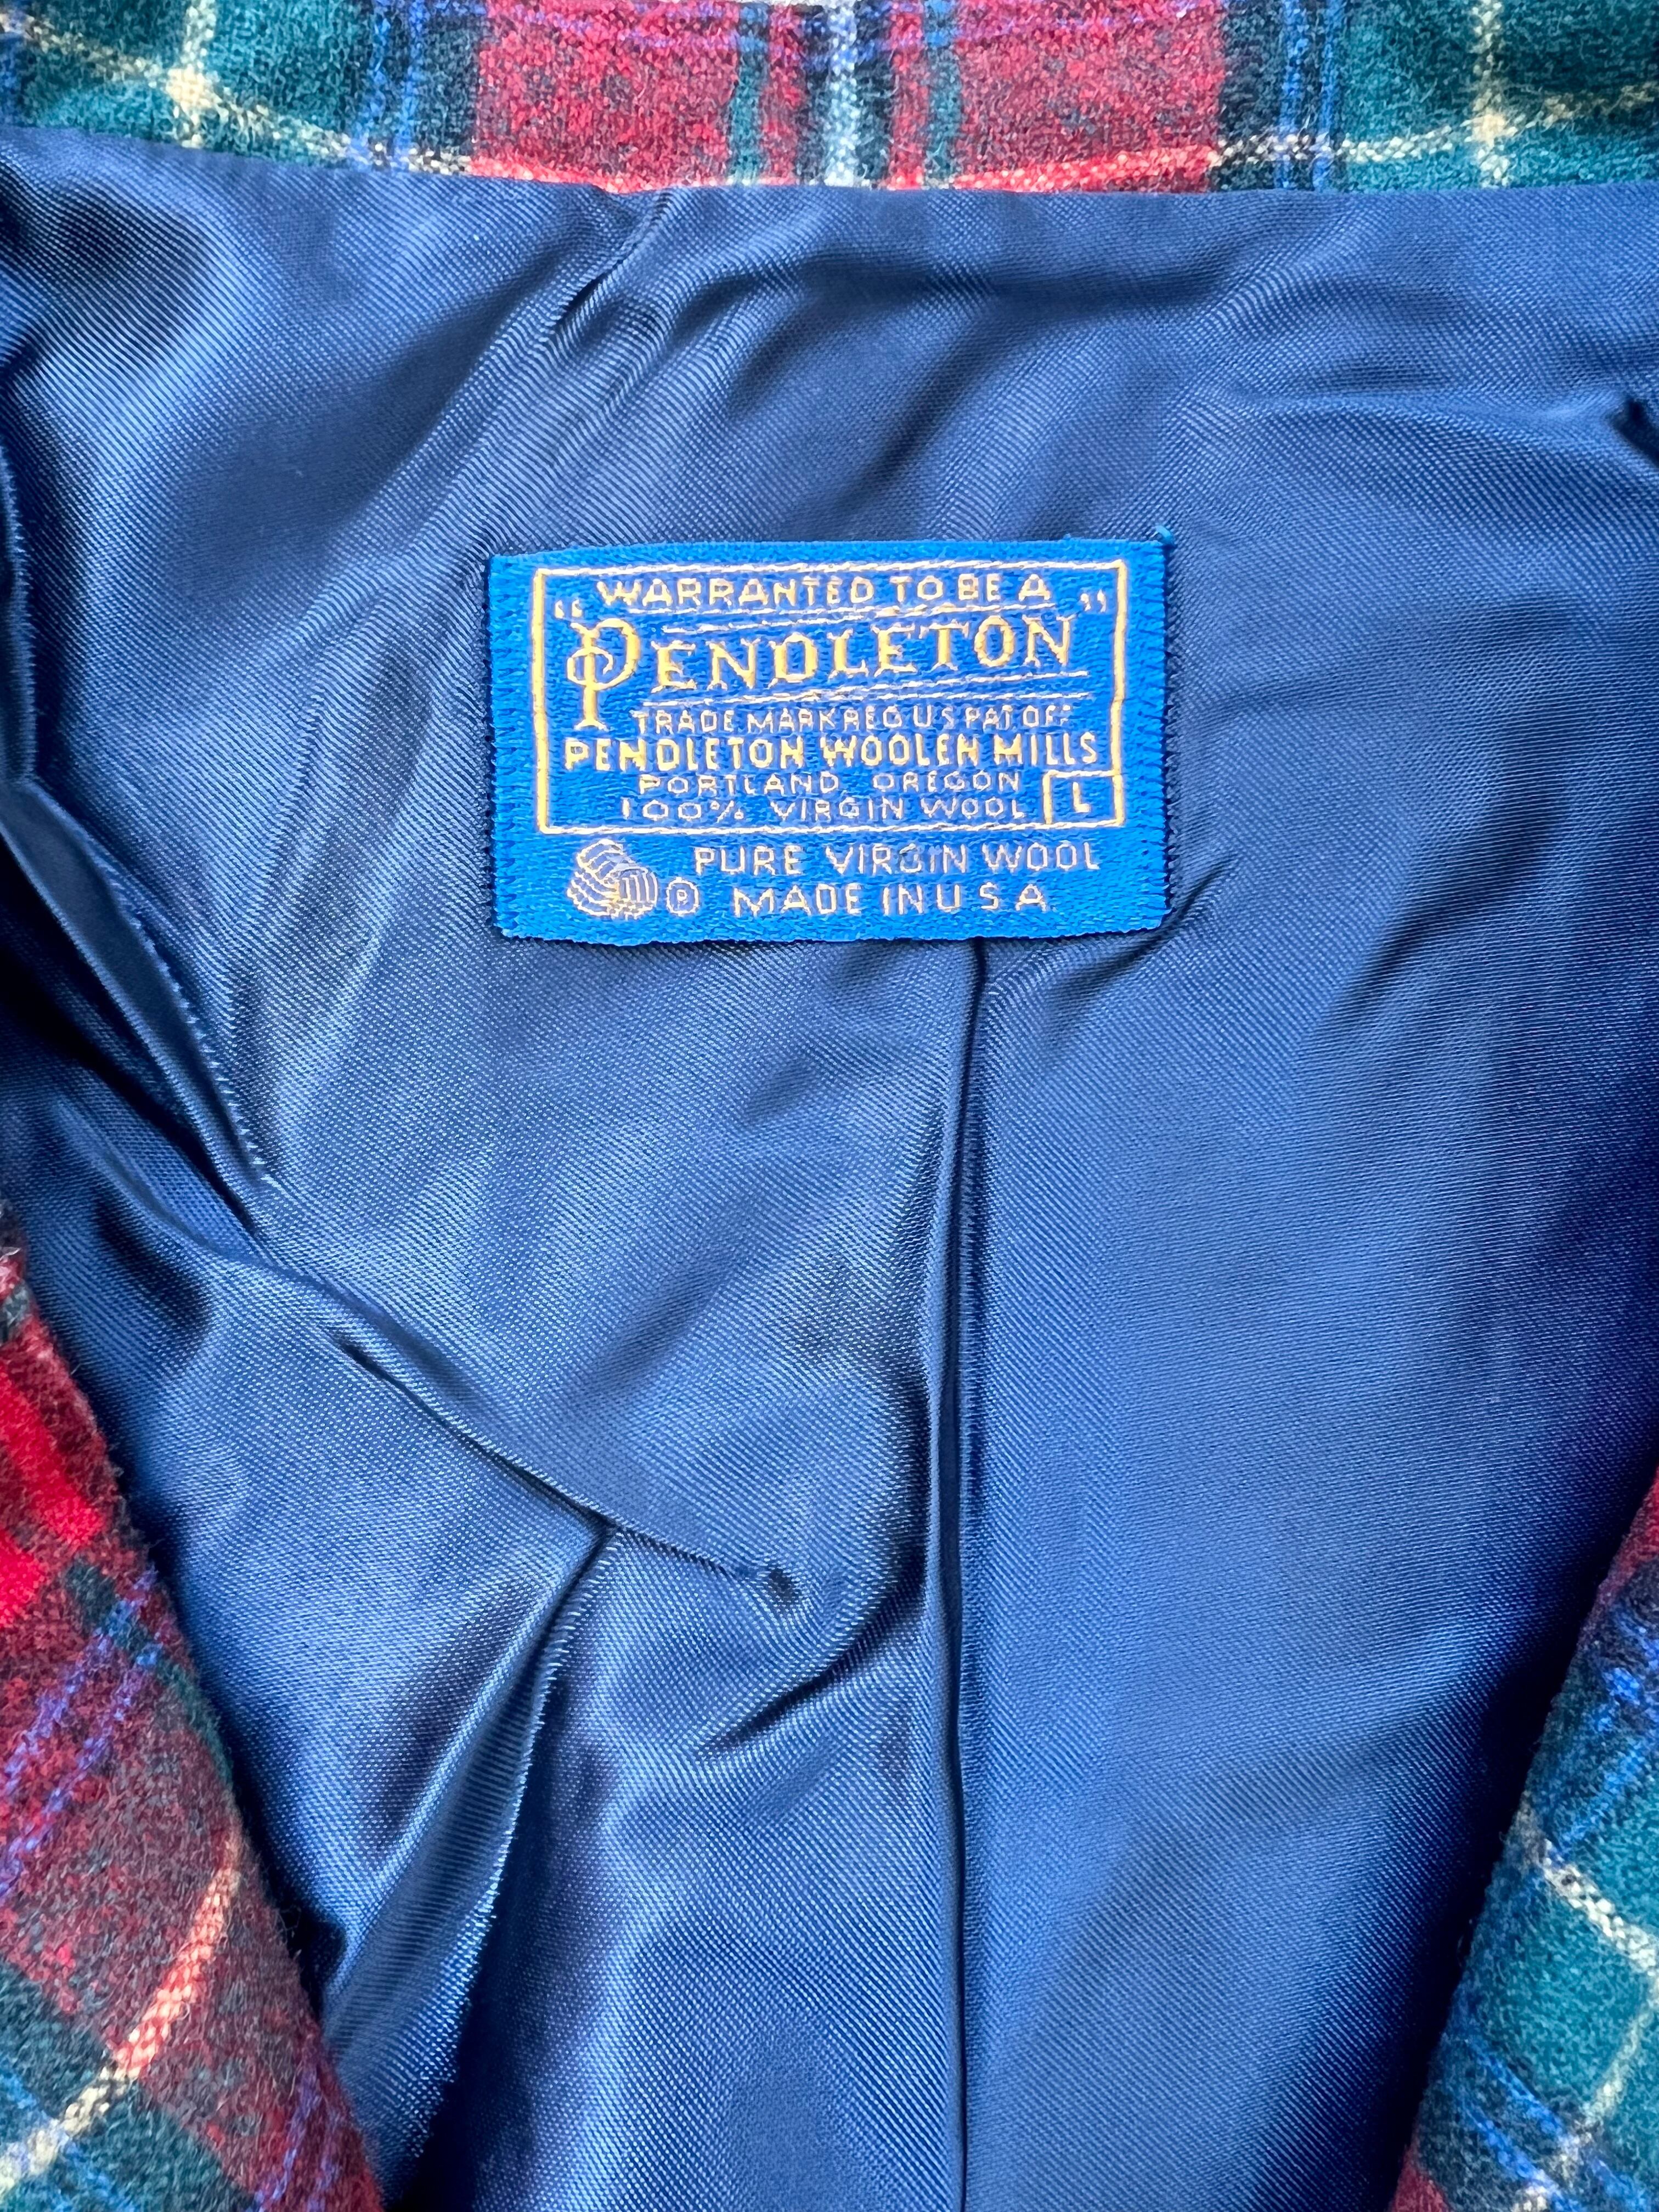 "WARRANTED TO BE A
PENDLETON"
TRADE MARK REG U S PAT OFF
PENDLETON WOOLEN MILLS
PORTLAND, OREGON
100% VIRGIN WOOL L
PURE VIRGIN WOOL
® MADE IN U S A